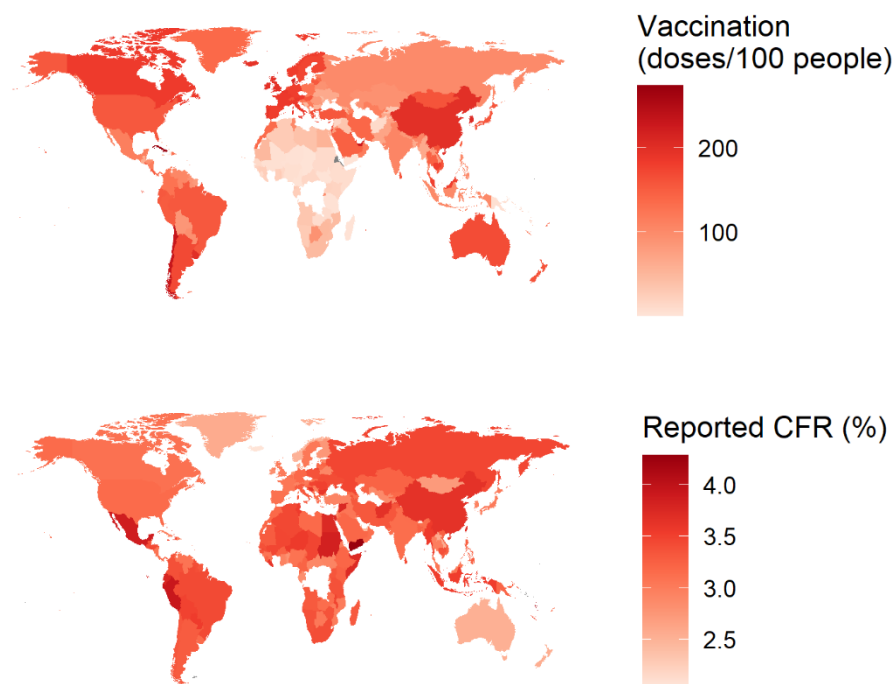 Vaccination
(doses/100 people)
200
100
Reported CFR (%)
4.0
3.5
3.0
2.5